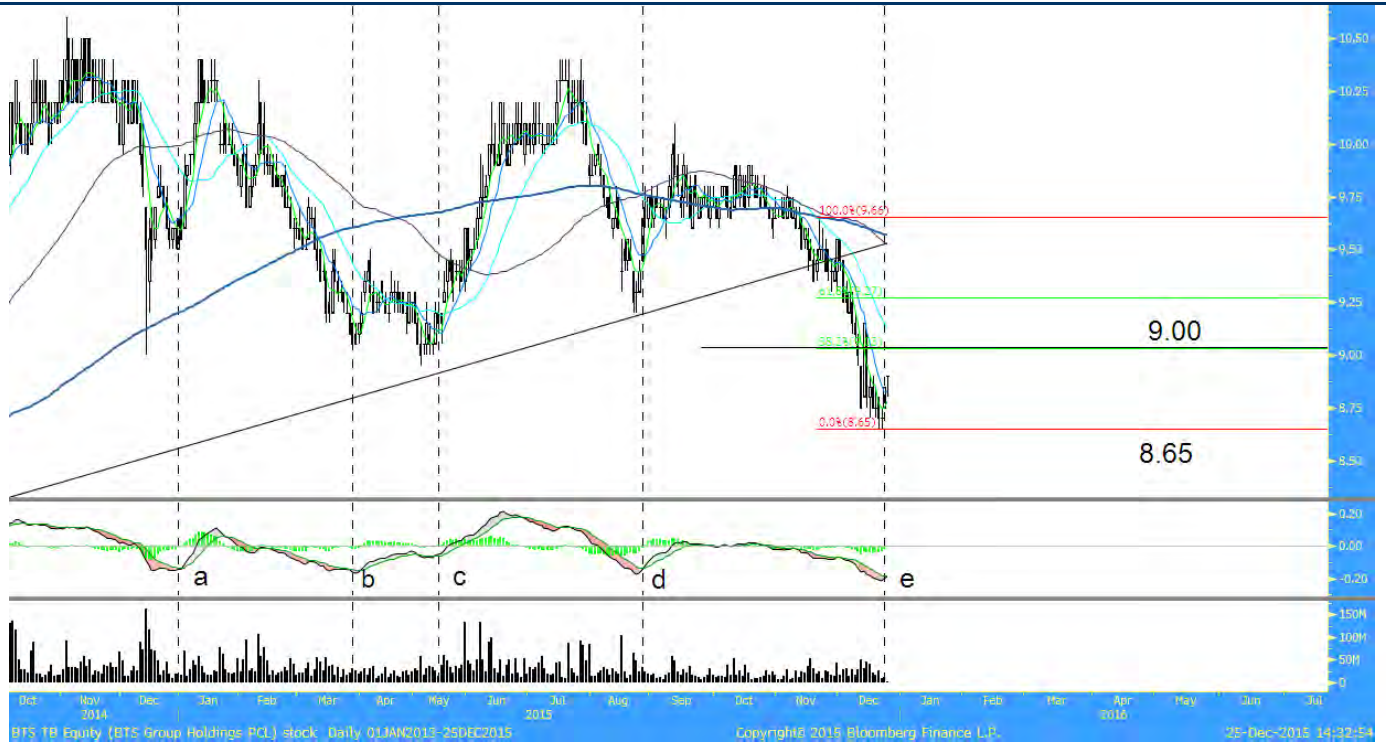 10.50
10.25
10.00
9.75
100.0%(9.66)
9.50
9.25
9.00
9.00
8.75
0.0%(8.65)
8.65
8.50
0.20
0.00
-0.20
a b c d e
150M
100M
50M
0
Oct Nov Dec Jan Feb Mar Apr May Jun Jul Aug Sep Oct Nov Dec Jan Feb Mar Apr May Jun Jul
2014 2015 2016
BTS TB Equity (BTS Group Holdings PCL) stock Daily 01JAN2013-25DEC2015 Copyright© 2015 Bloomberg Finance L.P. 25-Dec-2015 14:32:54